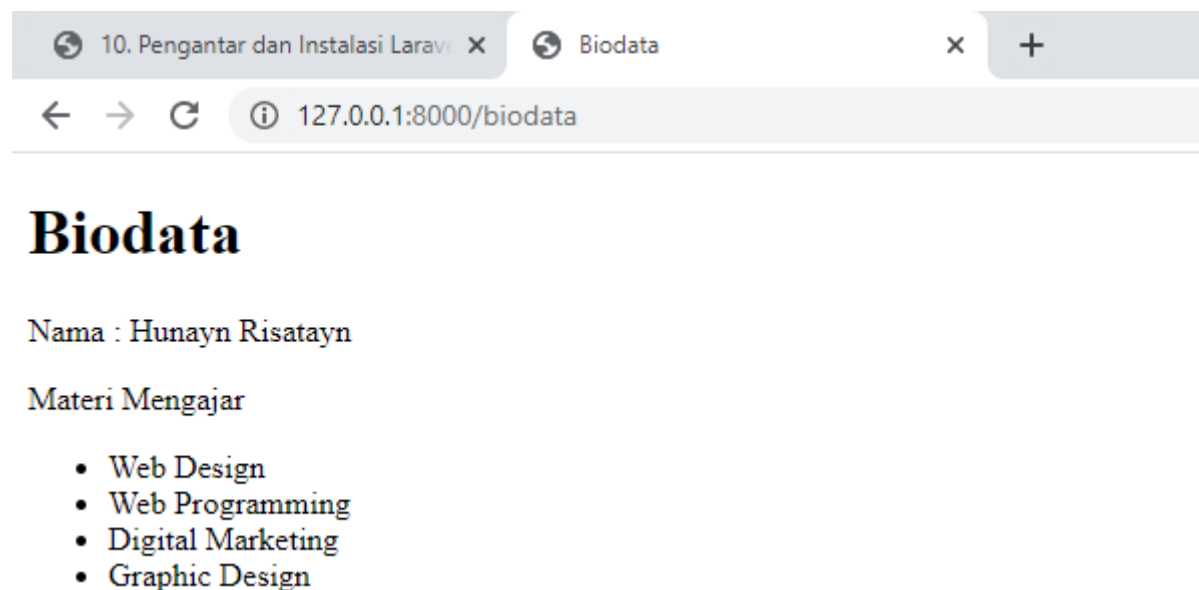 10. Pengantar dan Instalasi Larave
Biodata
127.0.0.1:8000/biodata
Biodata
Nama : Hunayn Risatayn
Materi Mengajar
• Web Design
• Web Programming
• Digital Marketing
• Graphic Design